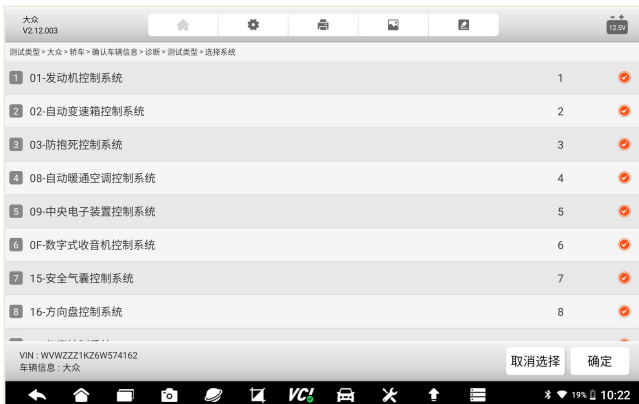 大众
V2.12.003
- +
12.5V
测试类型 > 大众 > 轿车 > 确认车辆信息 > 诊断 > 测试类型 > 选择系统
1 01-发动机控制系统 1
2 02-自动变速箱控制系统 2
3 03-防抱死控制系统 3
4 08-自动暖通空调控制系统 4
5 09-中央电子装置控制系统 5
6 0F-数字式收音机控制系统 6
7 15-安全气囊控制系统 7
8 16-方向盘控制系统 8
VIN : WVWZZZ1KZ6W574162
车辆信息 : 大众
取消选择 确定
VC! 19% 10:22